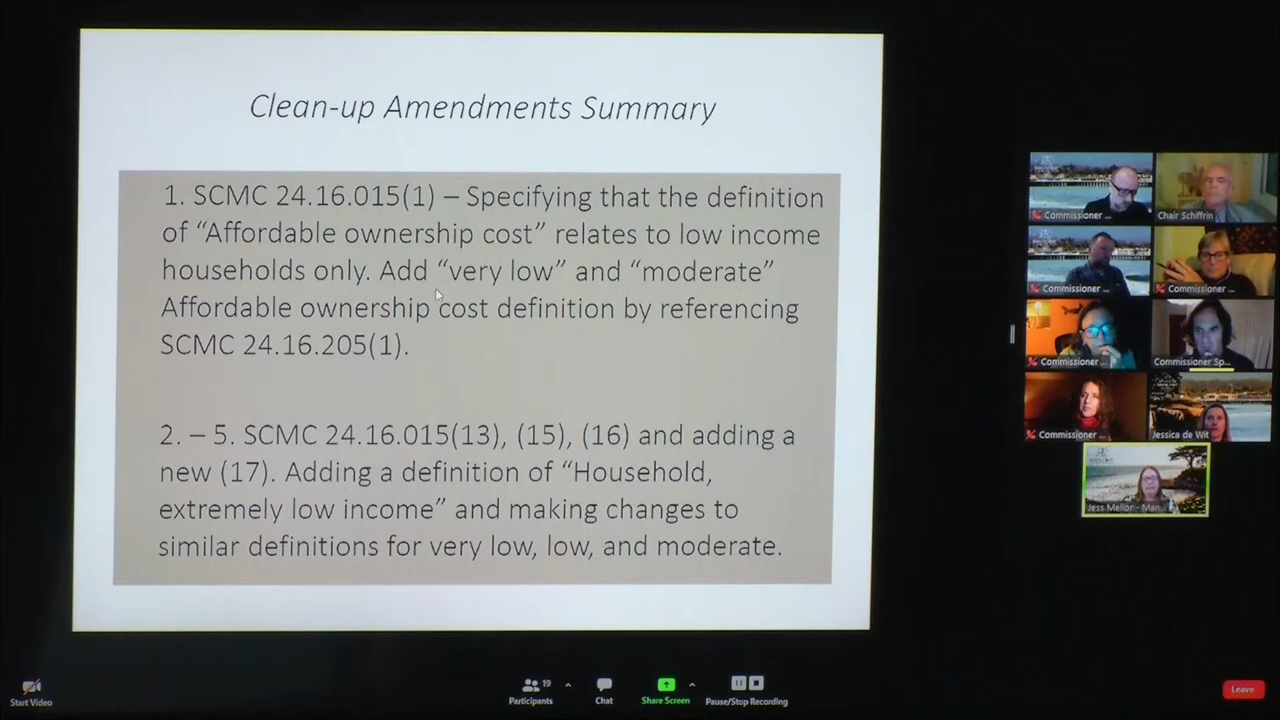 Clean-up Amendments Summary
1. SCMC 24.16.015(1) – Specifying that the definition
of “Affordable ownership cost” relates to low income
households only. Add “very low” and “moderate”
Affordable ownership cost definition by referencing
SCMC 24.16.205(1).
2. – 5. SCMC 24.16.015(13), (15), (16) and adding a
new (17). Adding a definition of “Household,
extremely low income” and making changes to
similar definitions for very low, low, and moderate.
Commissioner ...
Chair Schiffrin
Commissioner ...
Commissioner ...
Commissioner ...
Commissioner Sp...
Commissioner ...
Jessica de Wit
Jess Mellor - Man...
Start Video
19
Participants
Chat
Share Screen
Pause/Stop Recording
Leave